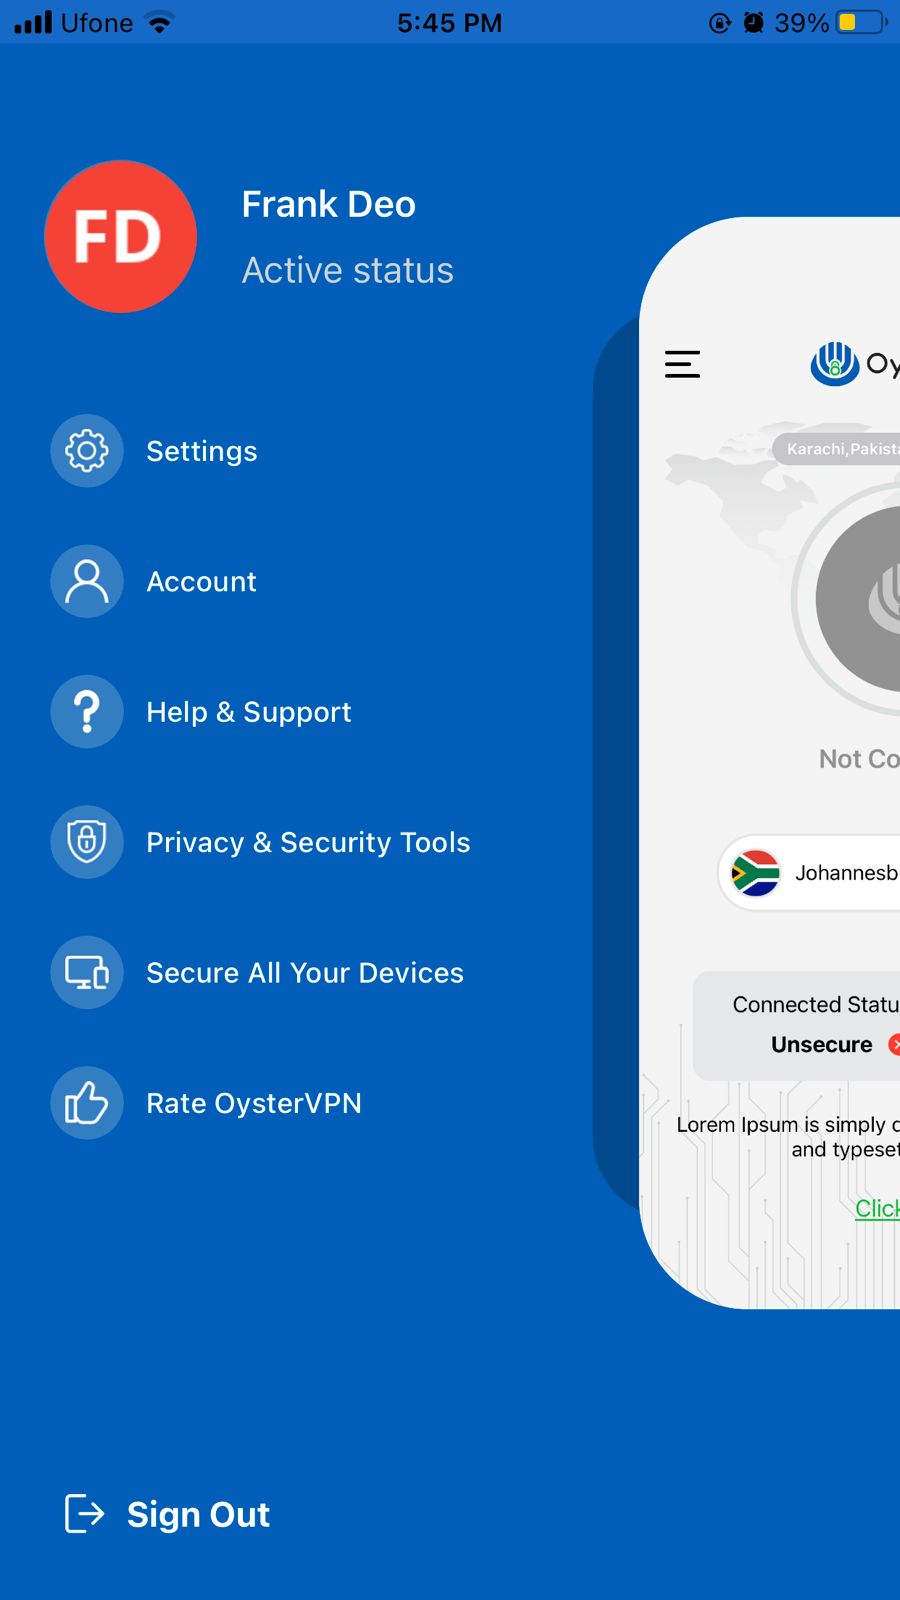 Ufone
5:45 PM
39%
FD
Frank Deo
Active status
Settings
Account
Help & Support
Privacy & Security Tools
Secure All Your Devices
Rate OysterVPN
Sign Out
Oy
Karachi,Pakista
Not Co
Johannesb
Connected Statu
Unsecure
Lorem Ipsum is simply d
and typeset
Click